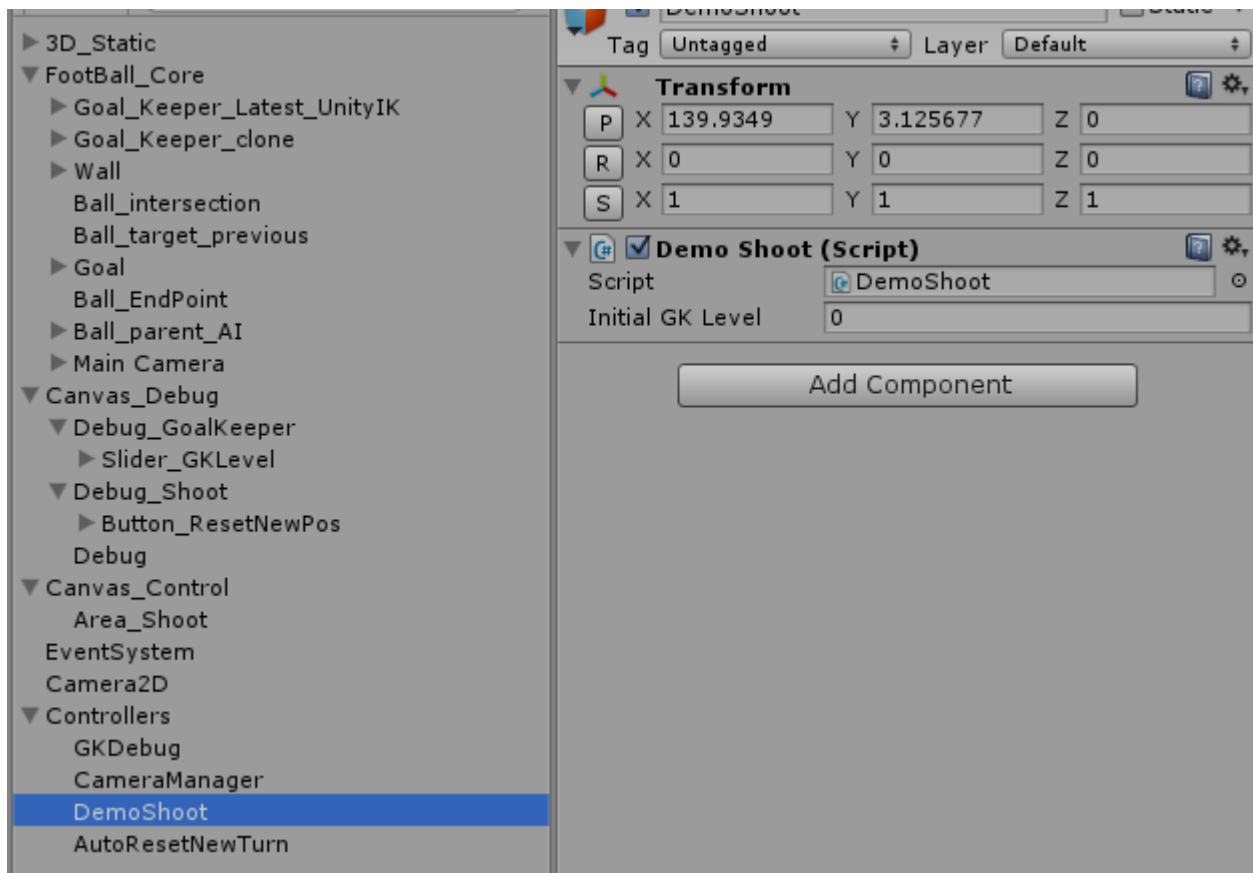 3D_Static
FootBall_Core
Goal_Keeper_Latest_UnityIK
Goal_Keeper_clone
Wall
Ball_intersection
Ball_target_previous
Goal
Ball_EndPoint
Ball_parent_AI
Main Camera
Canvas_Debug
Debug_GoalKeeper
Slider_GKLevel
Debug_Shoot
Button_ResetNewPos
Debug
Canvas_Control
Area_Shoot
EventSystem
Camera2D
Controllers
GKDebug
CameraManager
DemoShoot
AutoResetNewTurn
DemoShoot Static
Tag Untagged Layer Default
Transform
P X 139.9349 Y 3.125677 Z 0
R X 0 Y 0 Z 0
S X 1 Y 1 Z 1
C# Demo Shoot (Script)
Script DemoShoot
Initial GK Level 0
Add Component